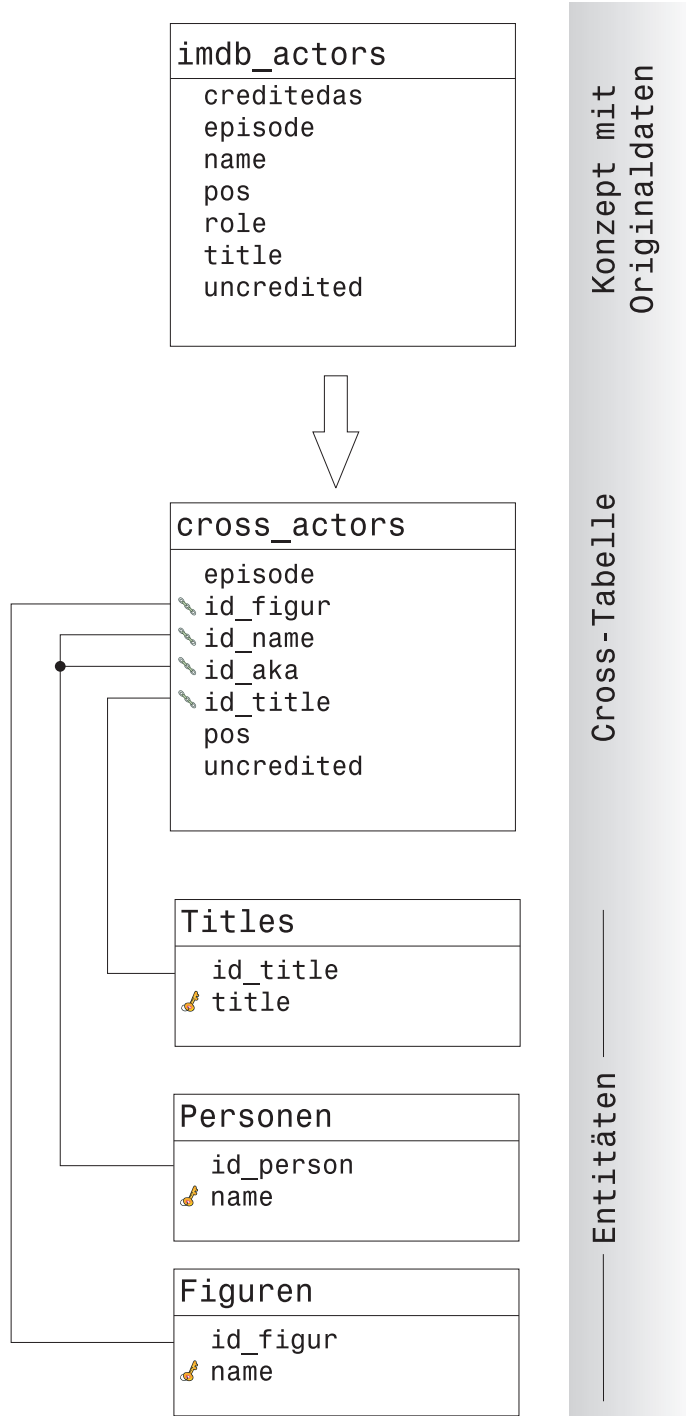 imdb_actors
creditedas
episode
name
pos
role
title
uncredited
Konzept mit
Originaldaten
cross_actors
episode
id_figur
id_name
id_aka
id_title
pos
uncredited
Cross-Tabelle
Titles
id_title
title
Personen
id_person
name
Figuren
id_figur
name
Entitäten